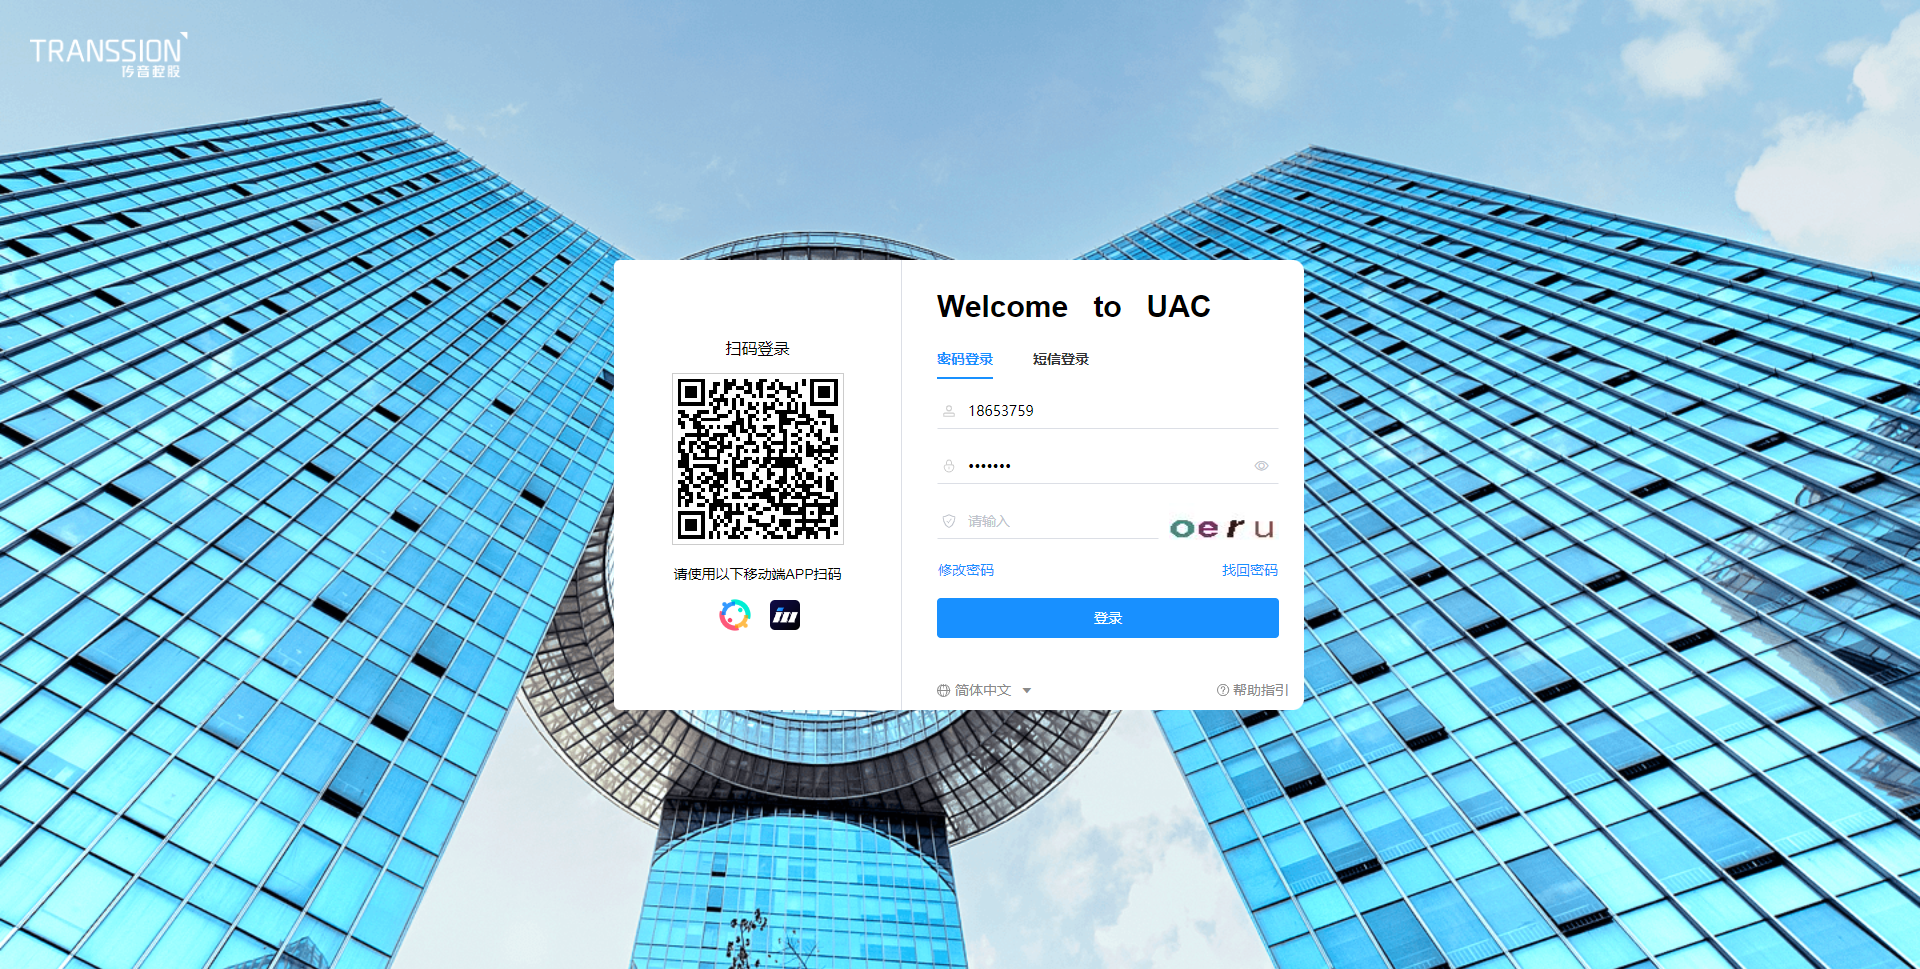 TRANSSION
传音控股
扫码登录
请使用以下移动端APP扫码
Welcome to UAC
密码登录
短信登录
18653759
•••••••
请输入
oeru
修改密码
找回密码
登录
简体中文
帮助指引